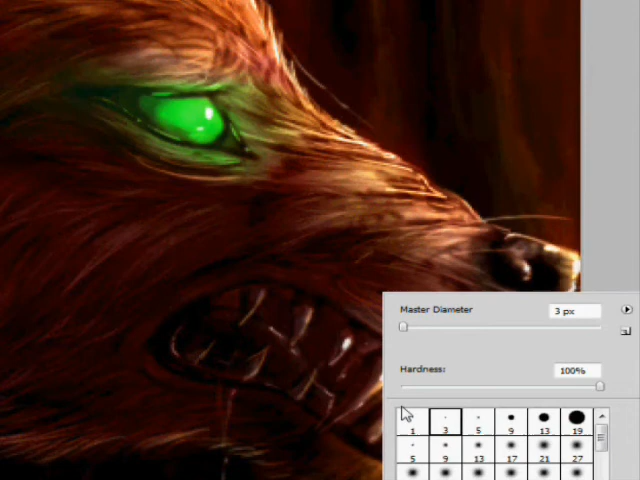 Master Diameter 3 px
Hardness: 100%
1 3 5 9 13 19
5 9 13 17 21 27